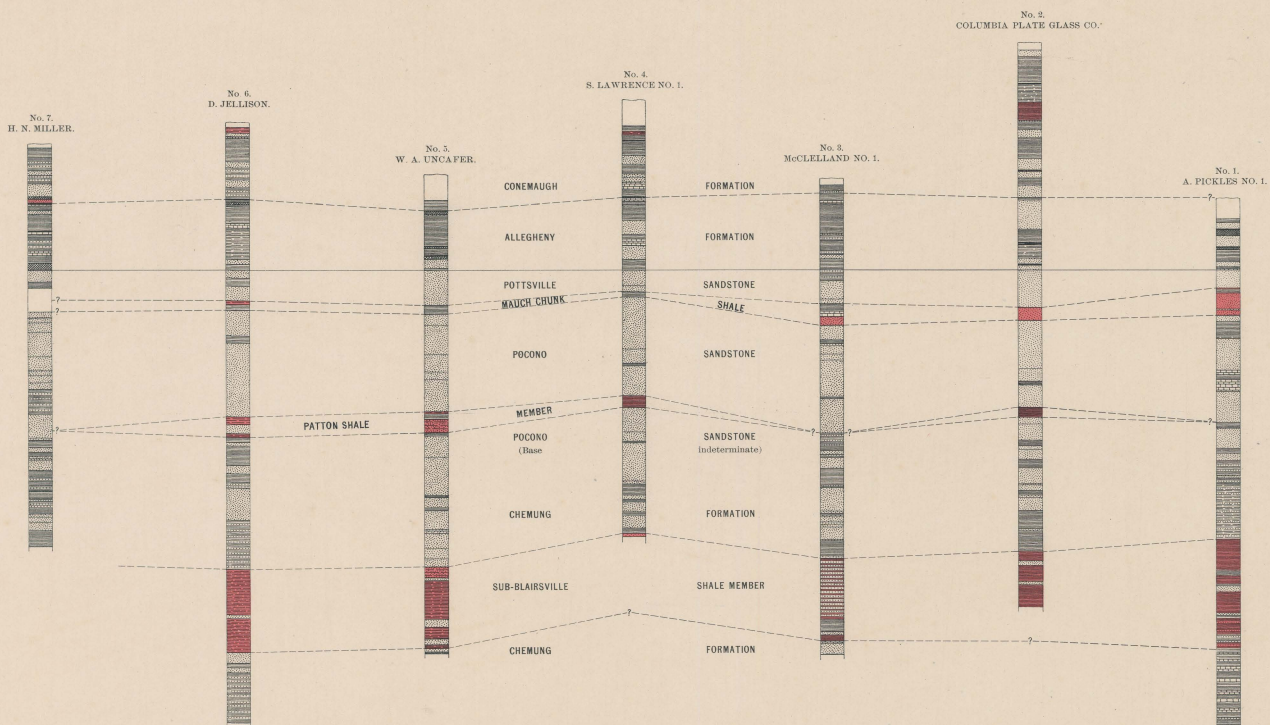 No. 2.
COLUMBIA PLATE GLASS CO.
No. 4.
S. LAWRENCE NO. 1.
No. 6.
D. JELLISON.
No. 7.
H. N. MILLER.
No. 5.
W. A. UNCAFER.
No. 3.
McCLELLAND NO. 1.
No. 1.
A. PICKLES NO. 1.
CONEMAUGH FORMATION
?
ALLEGHENY FORMATION
POTTSVILLE SANDSTONE
?
MAUCH CHUNK SHALE
?
POCONO SANDSTONE
PATTON SHALE MEMBER
?
? ?
?
POCONO SANDSTONE
(Base indeterminate)
CHEMUNG FORMATION
SUB-BLAIRSVILLE SHALE MEMBER
?
?
CHEMUNG FORMATION